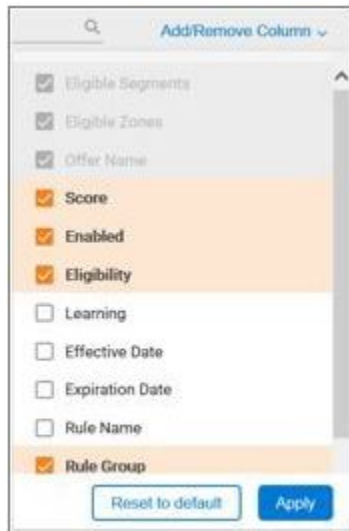 Add/Remove Column
Eligible Segments
Eligible Zones
Offer Name
Score
Enabled
Eligibility
Learning
Effective Date
Expiration Date
Rule Name
Rule Group
Reset to default
Apply